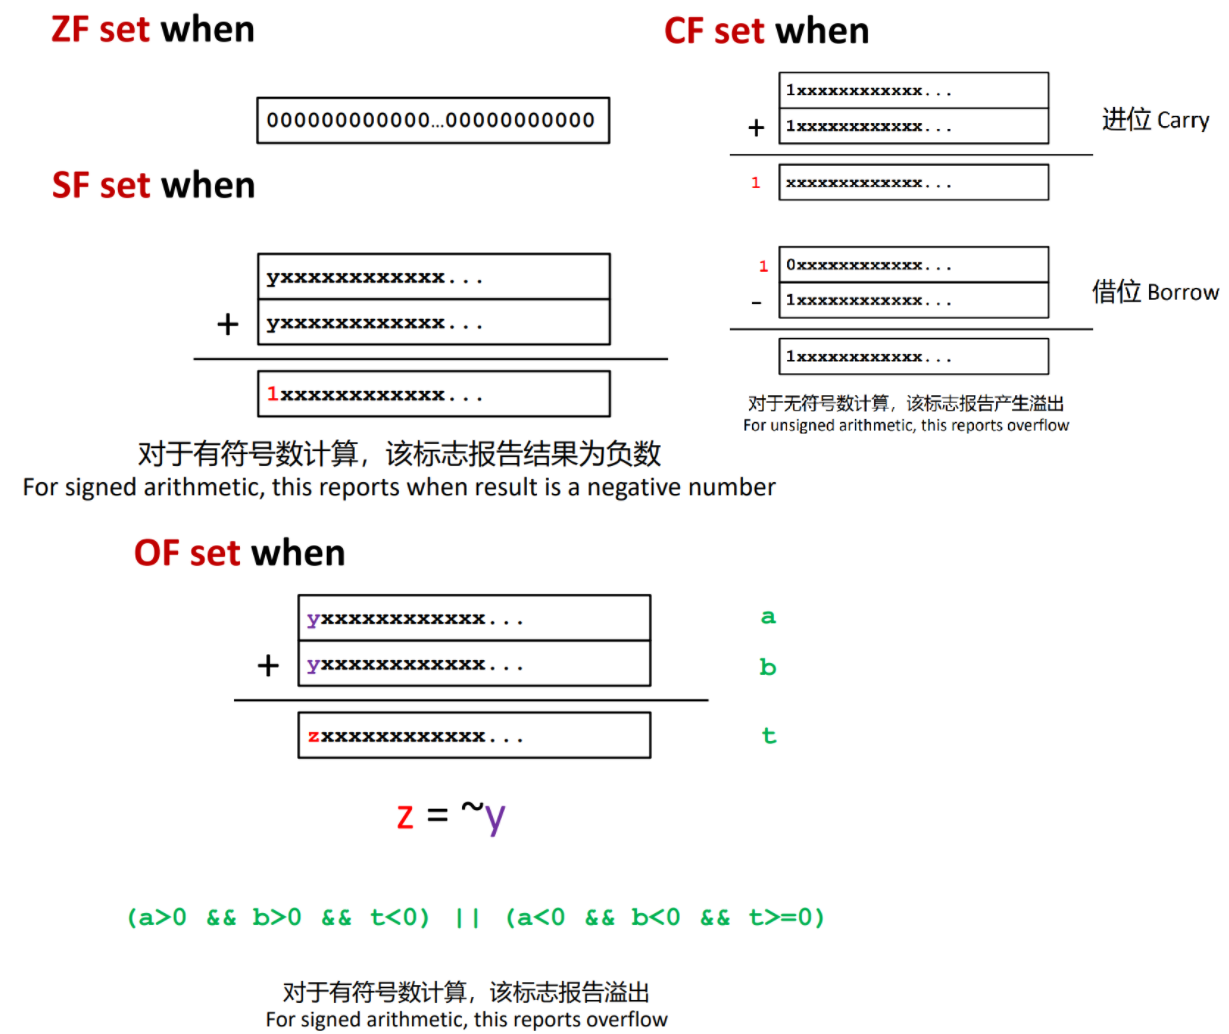 ZF set when
000000000000…00000000000
SF set when
yxxxxxxxxxxxx...
+ yxxxxxxxxxxxx...
1xxxxxxxxxxxx...
对于有符号数计算，该标志报告结果为负数
For signed arithmetic, this reports when result is a negative number
CF set when
1xxxxxxxxxxxx...
+ 1xxxxxxxxxxxx...
进位 Carry
1 xxxxxxxxxxxxx...
1 0xxxxxxxxxxxx...
- 1xxxxxxxxxxxx...
借位 Borrow
1xxxxxxxxxxxx...
对于无符号数计算，该标志报告产生溢出
For unsigned arithmetic, this reports overflow
OF set when
yxxxxxxxxxxxx... a
+ yxxxxxxxxxxxx... b
zxxxxxxxxxxxx... t
z = ~y
(a>0 && b>0 && t<0) || (a<0 && b<0 && t>=0)
对于有符号数计算，该标志报告溢出
For signed arithmetic, this reports overflow